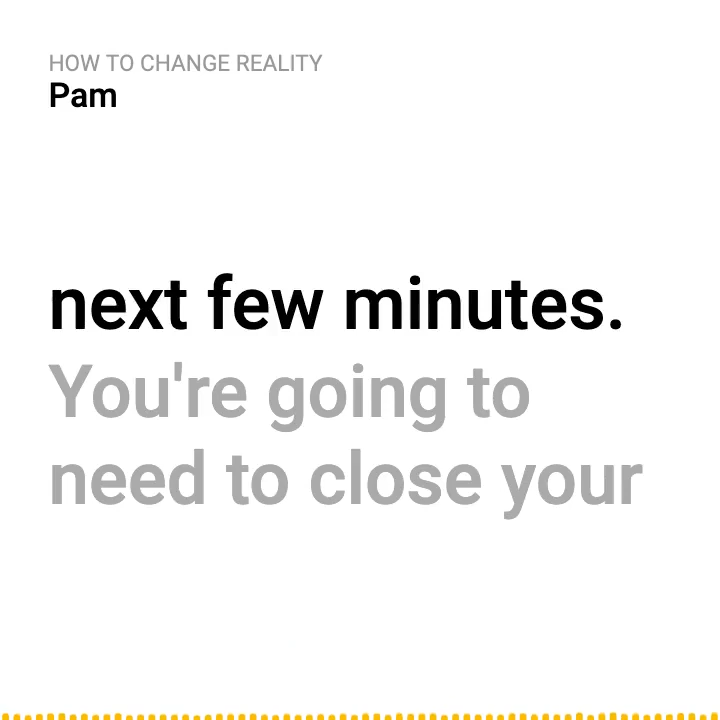 HOW TO CHANGE REALITY
Pam
next few minutes.
You're going to
need to close your